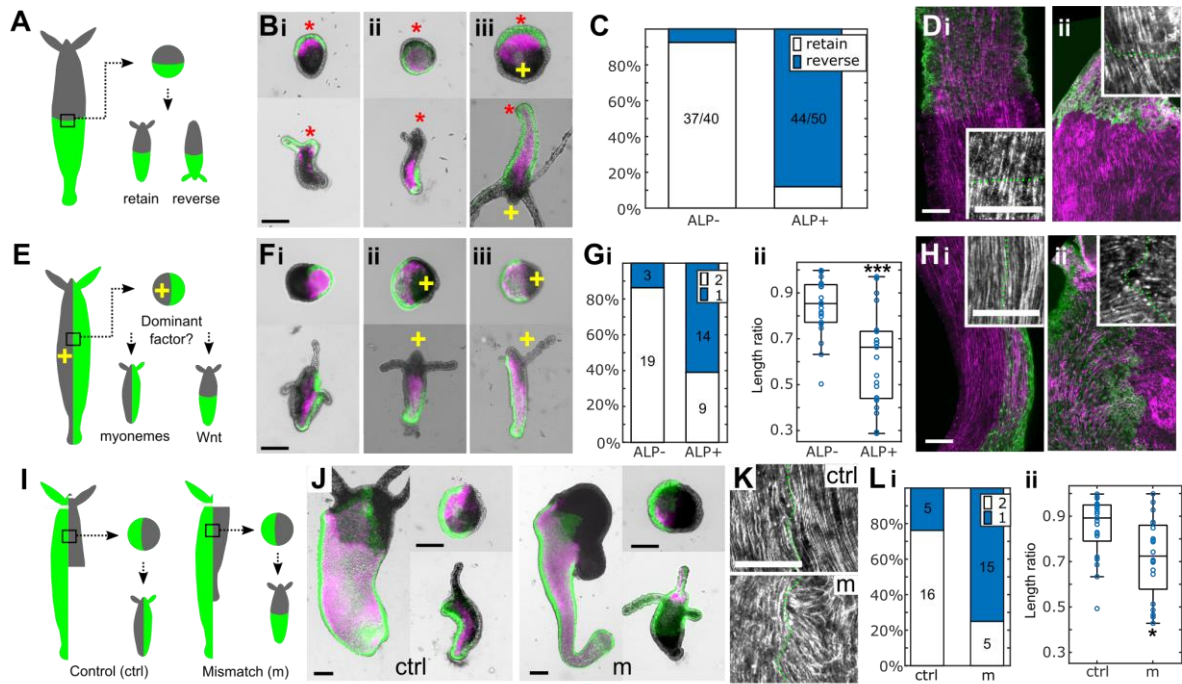 A
retain
reverse
B i
ii
iii
*
*
*
+
*
*
*
+
C
retain
reverse
100%
80%
60%
40%
20%
0%
37/40
44/50
ALP-
ALP+
D i
ii
E
+
+
Dominant
factor?
myonemes
Wnt
F i
ii
iii
+
+
+
+
G i
2
1
80%
60%
40%
20%
0%
3
19
14
9
ALP-
ALP+
ii
***
Length ratio
0.9
0.7
0.5
0.3
ALP-
ALP+
H i
ii
I
Control (ctrl)
Mismatch (m)
J
ctrl
m
K
ctrl
m
L i
2
1
80%
60%
40%
20%
0%
5
16
15
5
ctrl
m
ii
Length ratio
0.9
0.7
0.5
0.3
*
ctrl
m